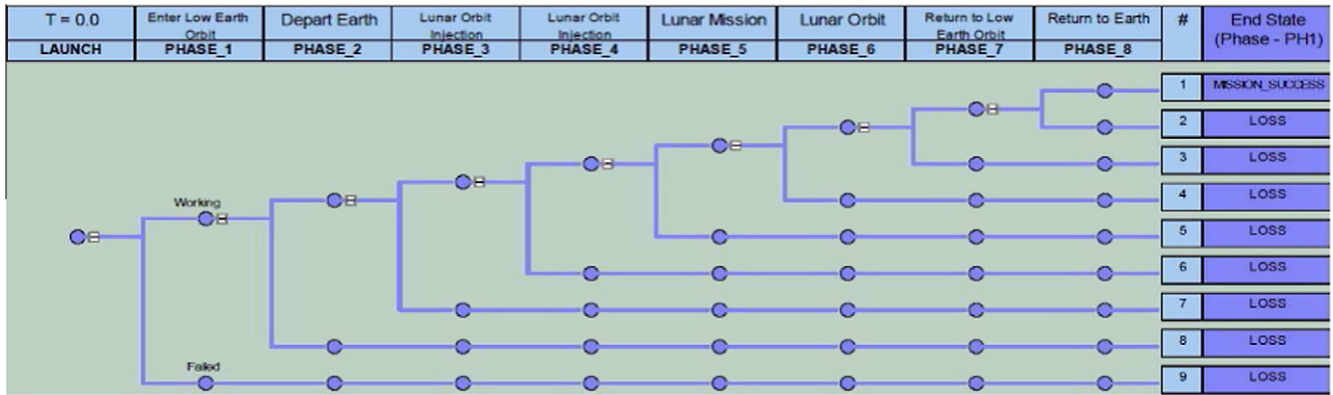 T = 0.0
LAUNCH
Enter Low Earth
Orbit
PHASE_1
Depart Earth
PHASE_2
Lunar Orbit
Injection
PHASE_3
Lunar Orbit
Injection
PHASE_4
Lunar Mission
PHASE_5
Lunar Orbit
PHASE_6
Return to Low
Earth Orbit
PHASE_7
Return to Earth
PHASE_8
#
End State
(Phase - PH1)
1 MISSION_SUCCESS
2 LOSS
3 LOSS
4 LOSS
Working
5 LOSS
6 LOSS
7 LOSS
8 LOSS
Failed
9 LOSS